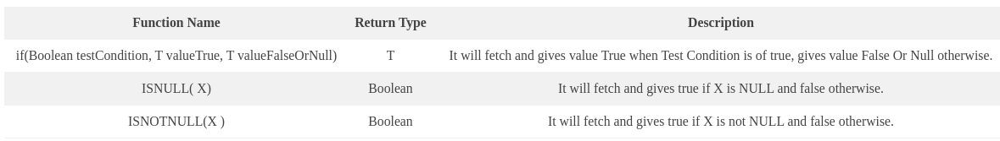 Function Name Return Type Description
if(Boolean testCondition, T valueTrue, T valueFalseOrNull) T It will fetch and gives value True when Test Condition is of true, gives value False Or Null otherwise.
ISNULL( X) Boolean It will fetch and gives true if X is NULL and false otherwise.
ISNOTNULL(X ) Boolean It will fetch and gives true if X is not NULL and false otherwise.